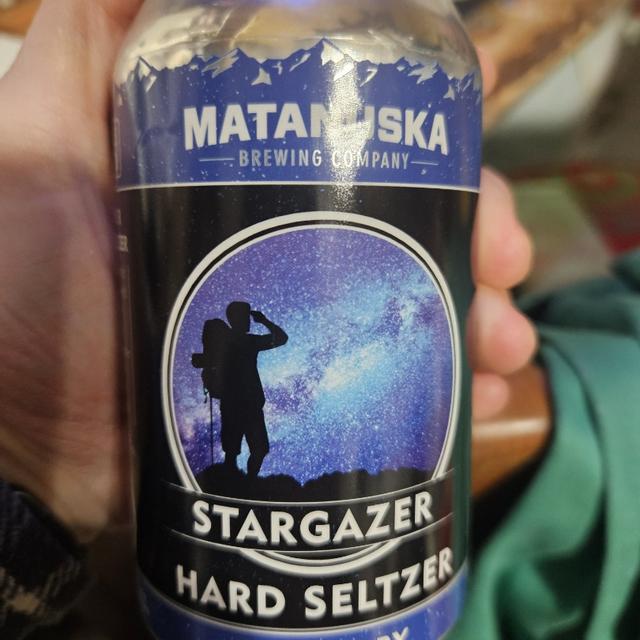 MATANUSKA
BREWING COMPANY
STARGAZER
HARD SELTZER